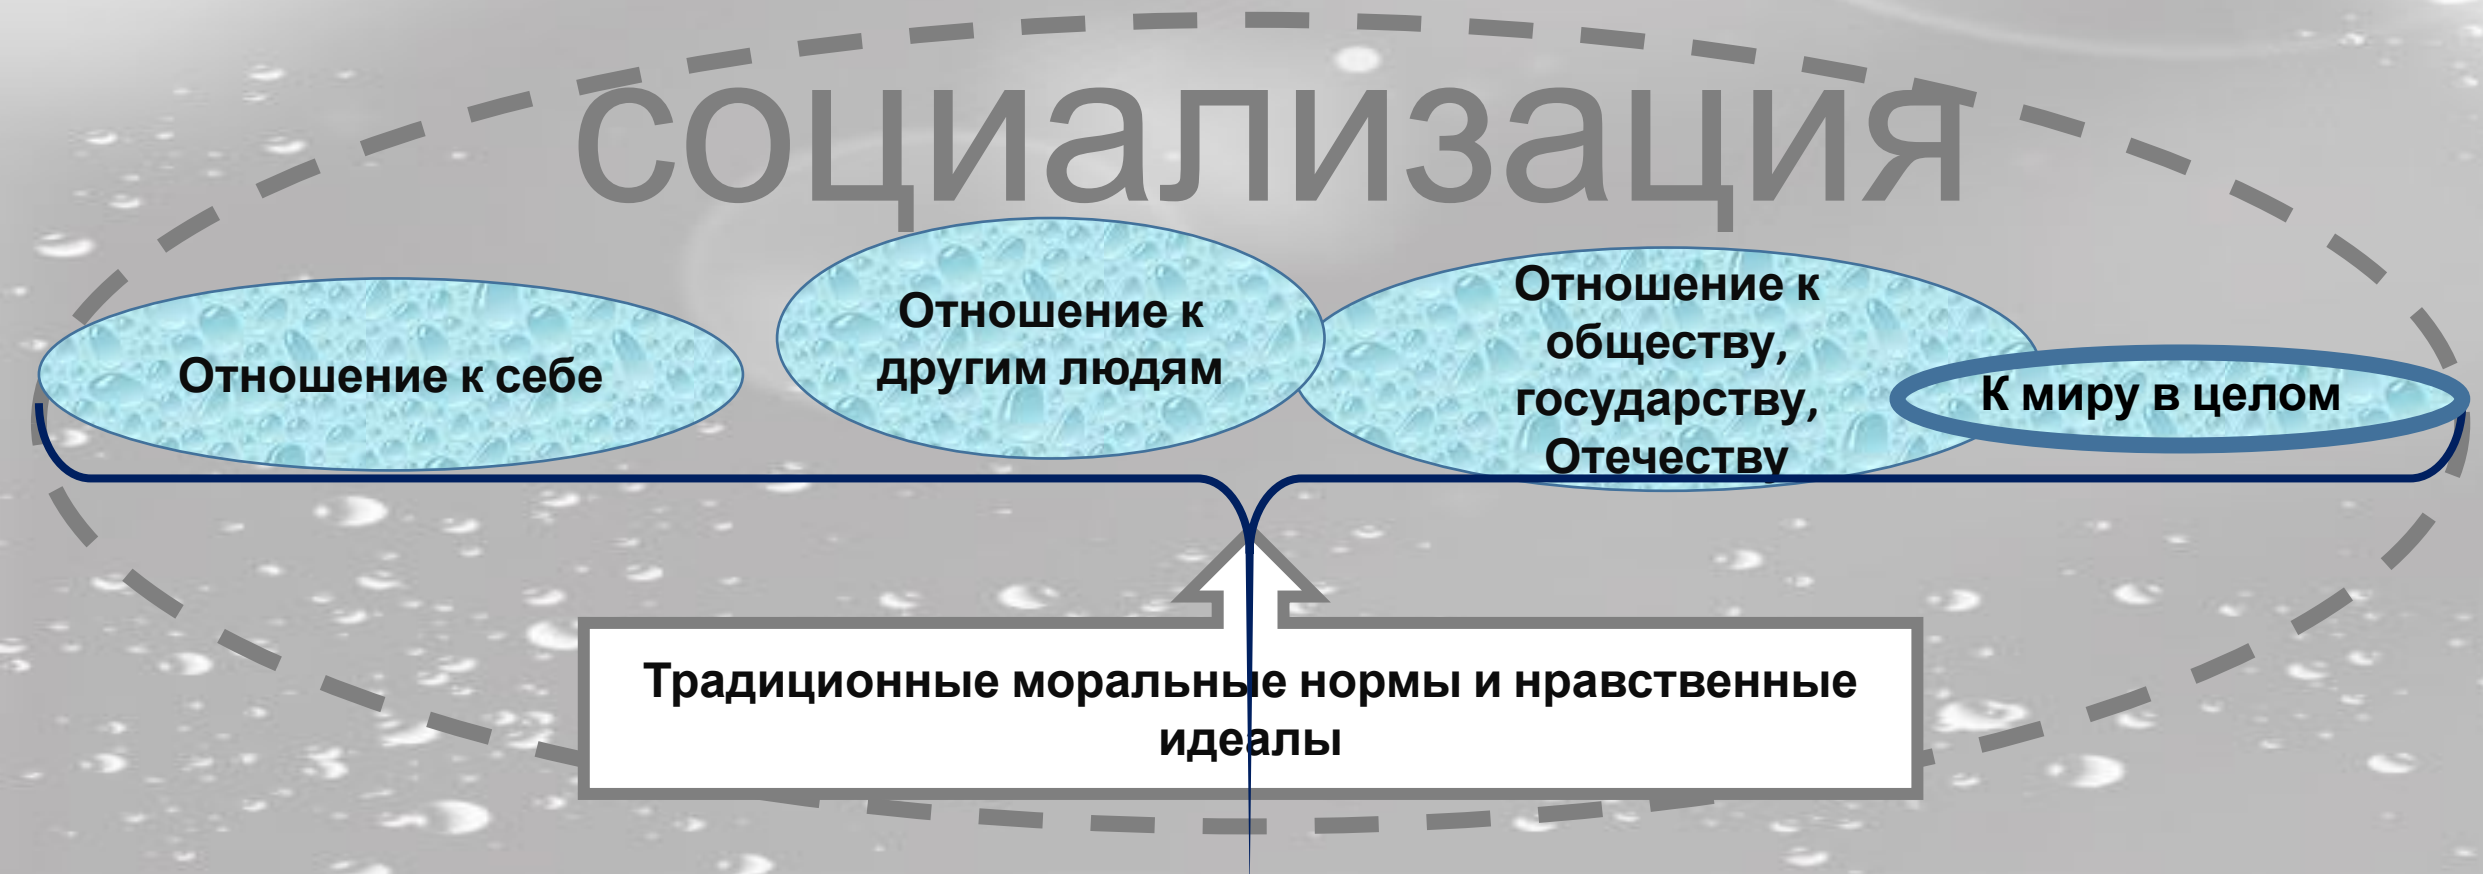 социализация
Отношение к себе
Отношение к
другим людям
Отношение к
обществу,
государству,
Отечеству
К миру в целом
Традиционные моральные нормы и нравственные
идеалы